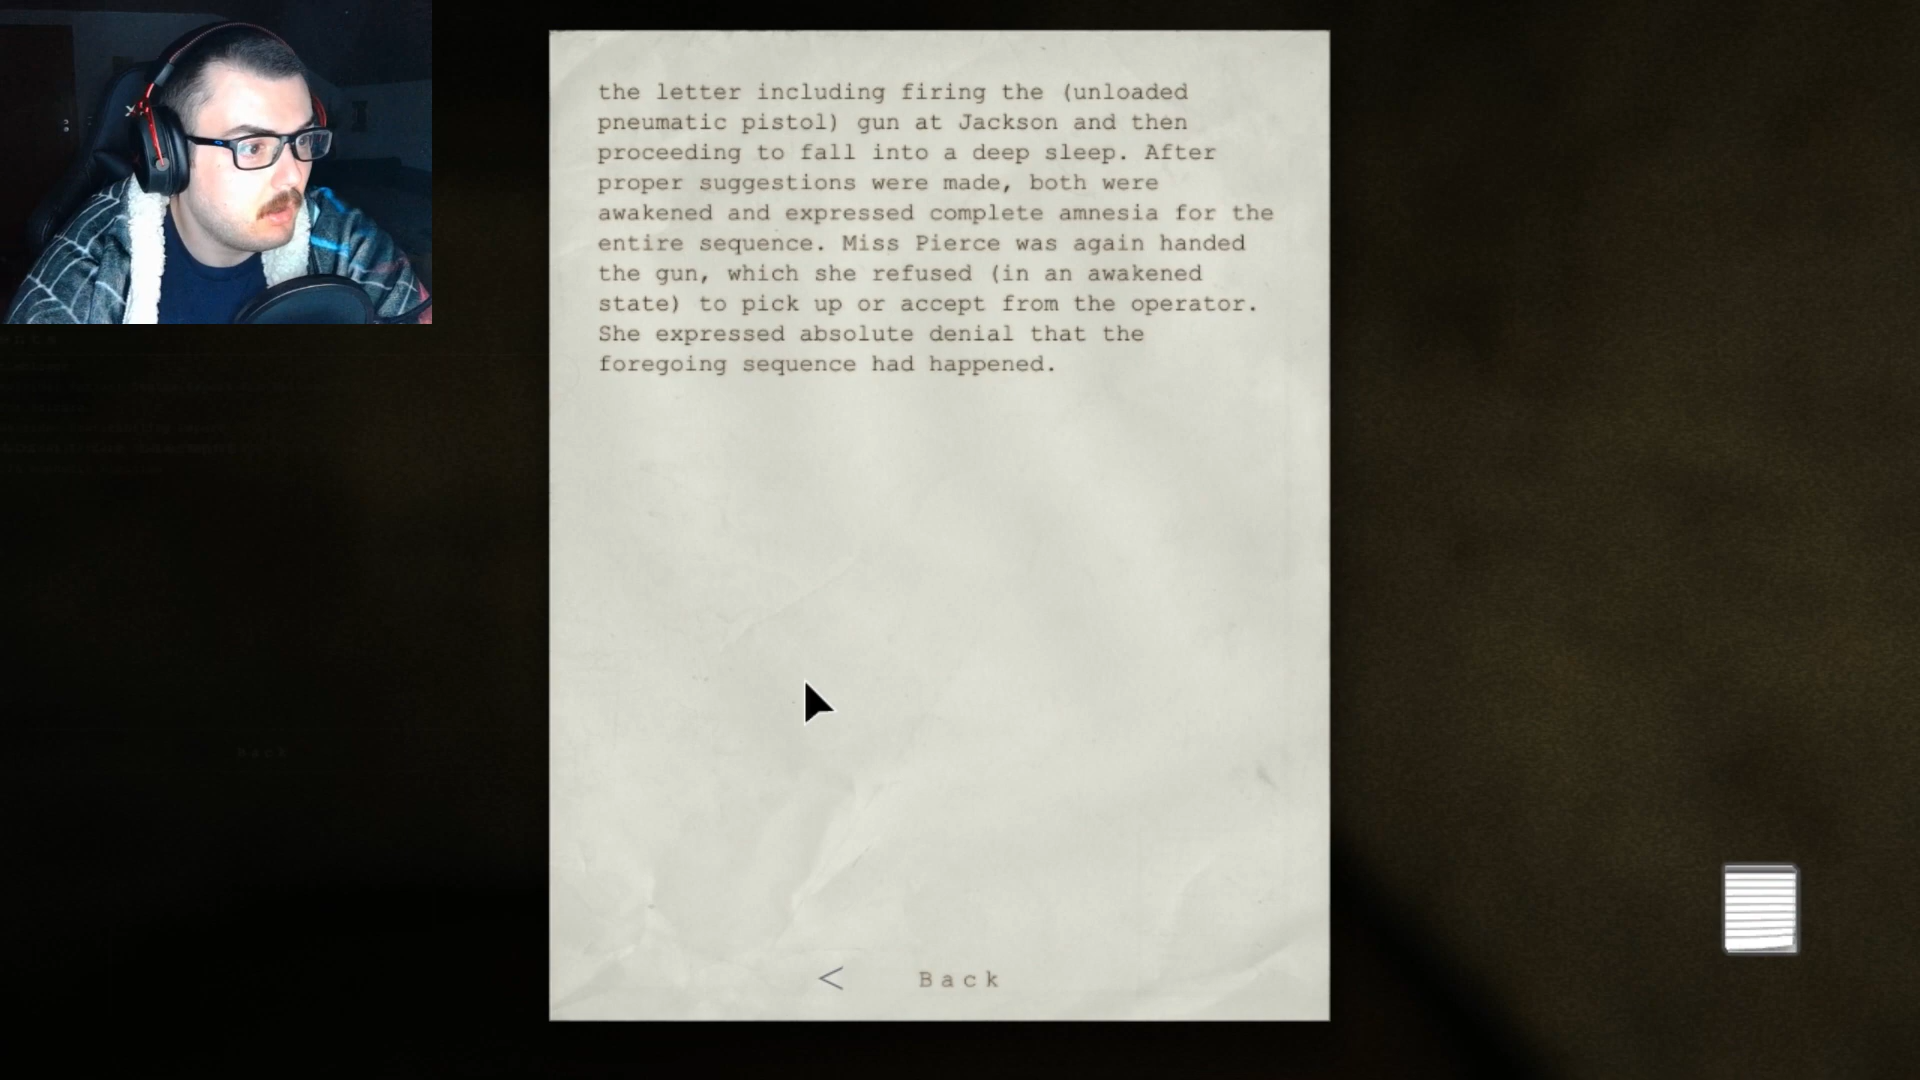 the letter including firing the (unloaded
pneumatic pistol) gun at Jackson and then
proceeding to fall into a deep sleep. After
proper suggestions were made, both were
awakened and expressed complete amnesia for the
entire sequence. Miss Pierce was again handed
the gun, which she refused (in an awakened
state) to pick up or accept from the operator.
She expressed absolute denial that the
foregoing sequence had happened.
< Back
Back